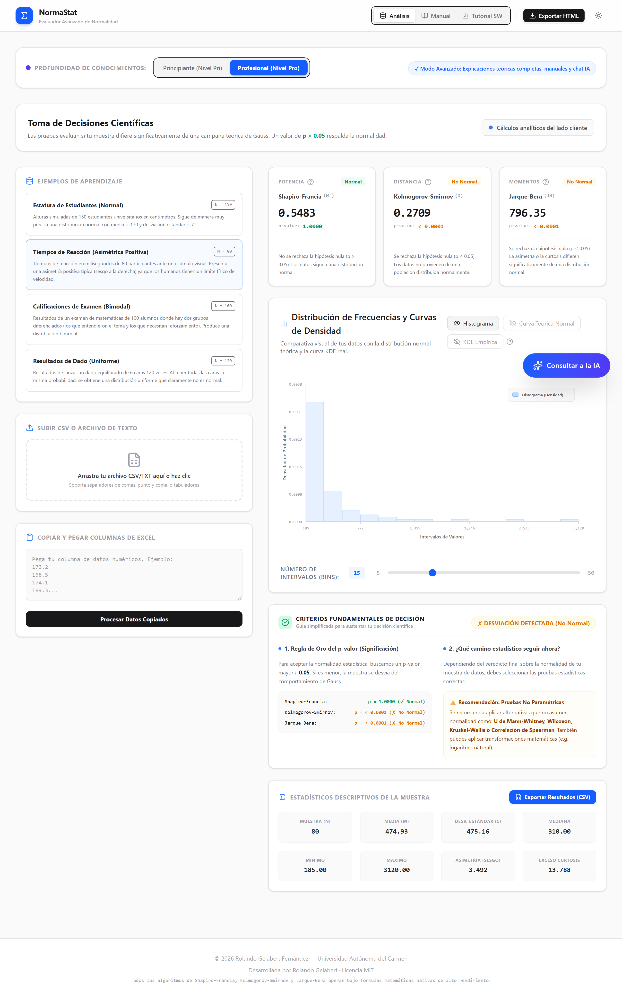 NormaStat
Evaluador Avanzado de Normalidad
Análisis
Manual
Tutorial SW
Exportar HTML
PROFUNDIDAD DE CONOCIMIENTOS:
Principiante (Nivel Pri)
Profesional (Nivel Pro)
✓ Modo Avanzado: Explicaciones teóricas completas, manuales y chat IA
Toma de Decisiones Científicas
Las pruebas evalúan si tu muestra difiere significativamente de una campana teórica de Gauss. Un valor de p > 0.05 respalda la normalidad.
Cálculos analíticos del lado cliente
EJEMPLOS DE APRENDIZAJE
Estatura de Estudiantes (Normal)
N = 150
Alturas simuladas de 150 estudiantes universitarios en centímetros. Sigue de manera muy
precisa una distribución normal con media = 170 y desviación estándar = 7.
Tiempos de Reacción (Asimétrica Positiva)
N = 80
Tiempos de reacción en milisegundos de 80 participantes ante un estímulo visual. Presenta
una asimetría positiva típica (sesgo a la derecha) ya que los humanos tienen un límite físico de
velocidad.
Calificaciones de Examen (Bimodal)
N = 100
Resultados de un examen de matemáticas de 100 alumnos donde hay dos grupos
diferenciados (los que entendieron el tema y los que necesitan reforzamiento). Produce una
distribución bimodal.
Resultados de Dado (Uniforme)
N = 120
Resultados de lanzar un dado equilibrado de 6 caras 120 veces. Al tener todas las caras la
misma probabilidad, se obtiene una distribución uniforme que claramente no es normal.
SUBIR CSV O ARCHIVO DE TEXTO
Arrastra tu archivo CSV/TXT aquí o haz clic
Soporta separadores de comas, punto y coma, o tabuladores
COPIAR Y PEGAR COLUMNAS DE EXCEL
Pega tu columna de datos numéricos. Ejemplo:
173.2
168.5
174.1
169.3...
Procesar Datos Copiados
POTENCIA
Normal
Shapiro-Francia (W')
0.5483
p-value: 1.0000
No se rechaza la hipótesis nula (p >
0.05). Los datos siguen una distribución
normal.
DISTANCIA
No Normal
Kolmogorov-Smirnov (D)
0.2709
p-value: < 0.0001
Se rechaza la hipótesis nula (p ≤ 0.05).
Los datos no provienen de una
población distribuida normalmente.
MOMENTOS
No Normal
Jarque-Bera (JB)
796.35
p-value: < 0.0001
Se rechaza la hipótesis nula (p ≤ 0.05).
La asimetría o la curtosis difieren
significativamente de una distribución
normal.
Distribución de Frecuencias y Curvas
de Densidad
Comparativa visual de tus datos con la distribución normal
teórica y la curva KDE real.
Histograma
Curva Teórica Normal
KDE Empírica
Consultar a la IA
Histograma (Densidad)
Densidad de Probabilidad
0.0038
0.0031
0.0023
0.0015
0.0008
0.0000
185
772
1,359
1,946
2,533
3,120
Intervalos de Valores
NÚMERO DE
INTERVALOS (BINS):
15
5
50
CRITERIOS FUNDAMENTALES DE DECISIÓN
Guía simplificada para sustentar tu decisión científica
✗ DESVIACIÓN DETECTADA (No Normal)
1. Regla de Oro del p-valor (Significación)
Para aceptar la normalidad estadística, buscamos un p-valor
mayor a 0.05. Si es menor, la muestra se desvía del
comportamiento de Gauss.
Shapiro-Francia: p = 1.0000 (✓ Normal)
Kolmogorov-Smirnov: p = < 0.0001 (✗ No Normal)
Jarque-Bera: p = < 0.0001 (✗ No Normal)
2. ¿Qué camino estadístico seguir ahora?
Dependiendo del veredicto final sobre la normalidad de tu
muestra de datos, debes seleccionar las pruebas estadísticas
correctas:
⚠️ Recomendación: Pruebas No Paramétricas
Se recomienda aplicar alternativas que no asumen
normalidad como: U de Mann-Whitney, Wilcoxon,
Kruskal-Wallis o Correlación de Spearman. También
puedes aplicar transformaciones matemáticas (e.g.
logaritmo natural).
ESTADÍSTICOS DESCRIPTIVOS DE LA MUESTRA
Exportar Resultados (CSV)
MUESTRA (N)
80
MEDIA (M)
474.93
DESV. ESTÁNDAR (Σ)
475.16
MEDIANA
310.00
MÍNIMO
185.00
MÁXIMO
3120.00
ASIMETRÍA (SESGO)
3.492
EXCESO CURTOSIS
13.788
© 2026 Rolando Gelabert Fernández — Universidad Autónoma del Carmen
Desarrollada por Rolando Gelabert · Licencia MIT
Todos los algoritmos de Shapiro-Francia, Kolmogorov-Smirnov y Jarque-Bera operan bajo fórmulas matemáticas nativas de alto rendimiento.